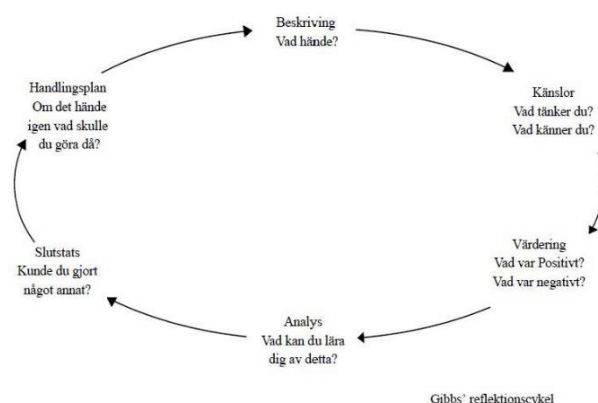 Beskriving
Vad hände?
Känslor
Vad tänker du?
Vad känner du?
Värdering
Vad var Positivt?
Vad var negativt?
Analys
Vad kan du lära
dig av detta?
Slutstats
Kunde du gjort
något annat?
Handlingsplan
Om det hände
igen vad skulle
du göra då?
Gibbs' reflektionscykel